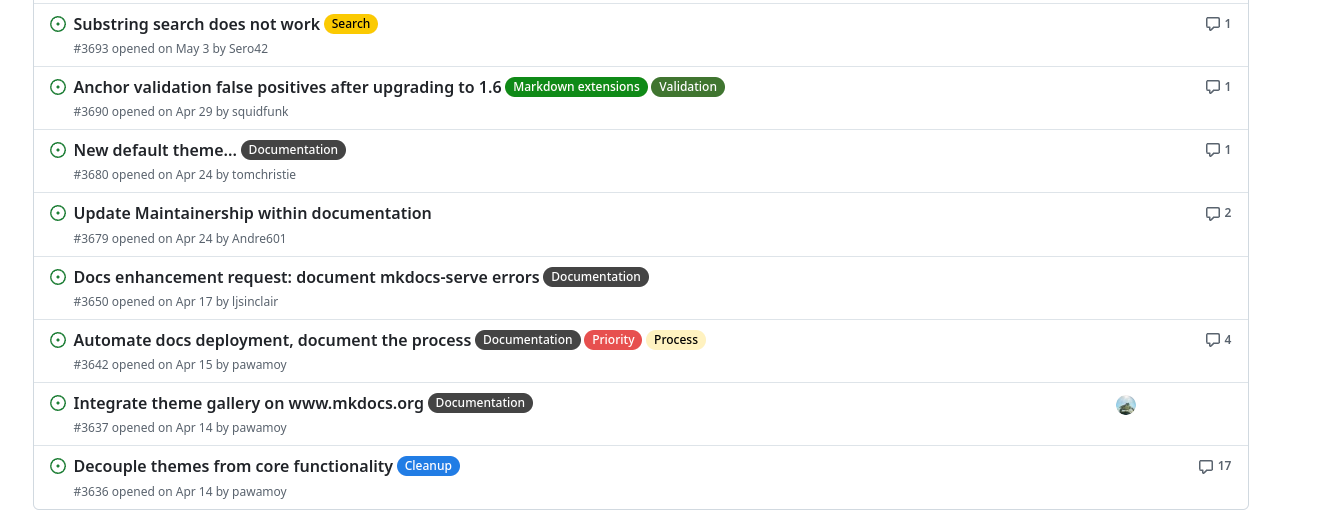 Substring search does not work Search 1
#3693 opened on May 3 by Sero42
Anchor validation false positives after upgrading to 1.6 Markdown extensions Validation 1
#3690 opened on Apr 29 by squidfunk
New default theme... Documentation 1
#3680 opened on Apr 24 by tomchristie
Update Maintainership within documentation 2
#3679 opened on Apr 24 by Andre601
Docs enhancement request: document mkdocs-serve errors Documentation
#3650 opened on Apr 17 by ljsinclair
Automate docs deployment, document the process Documentation Priority Process 4
#3642 opened on Apr 15 by pawamoy
Integrate theme gallery on www.mkdocs.org Documentation
#3637 opened on Apr 14 by pawamoy
Decouple themes from core functionality Cleanup 17
#3636 opened on Apr 14 by pawamoy